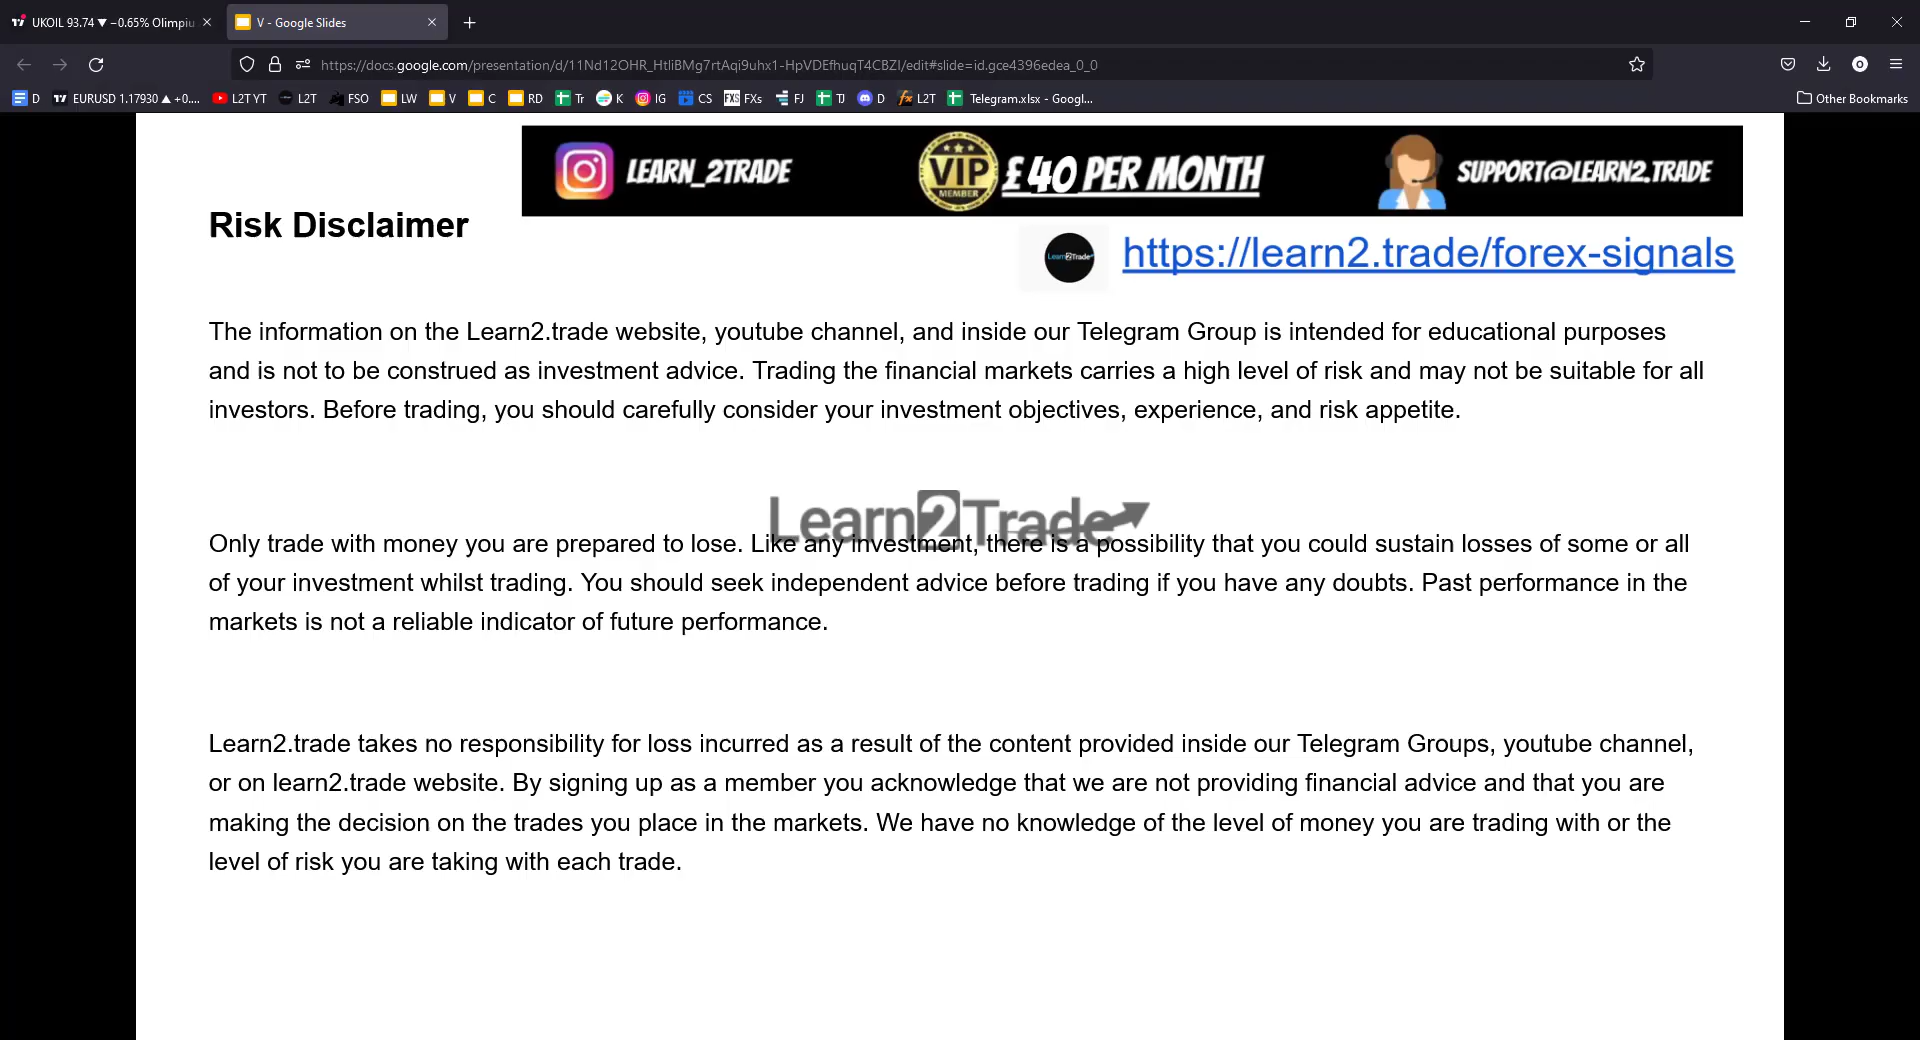 UKOIL 93.74 ▼ −0.65% Olimpiu
V - Google Slides
https://docs.google.com/presentation/d/11Nd12OHR_HtliBMg7rtAqi9uhx1-HpVDEfhuqT4CBZI/edit#slide=id.gce4396edea_0_0
D EURUSD 1.17930 ▲ +0.... L2T YT L2T FSO LW V C RD Tr K IG CS FXs FJ TJ D L2T Telegram.xlsx - Googl... Other Bookmarks
LEARN_2TRADE VIP MEMBER £40 PER MONTH SUPPORT@LEARN2.TRADE
Risk Disclaimer
Learn2Trade https://learn2.trade/forex-signals
The information on the Learn2.trade website, youtube channel, and inside our Telegram Group is intended for educational purposes
and is not to be construed as investment advice. Trading the financial markets carries a high level of risk and may not be suitable for all
investors. Before trading, you should carefully consider your investment objectives, experience, and risk appetite.
Learn2Trade
Only trade with money you are prepared to lose. Like any investment, there is a possibility that you could sustain losses of some or all
of your investment whilst trading. You should seek independent advice before trading if you have any doubts. Past performance in the
markets is not a reliable indicator of future performance.
Learn2.trade takes no responsibility for loss incurred as a result of the content provided inside our Telegram Groups, youtube channel,
or on learn2.trade website. By signing up as a member you acknowledge that we are not providing financial advice and that you are
making the decision on the trades you place in the markets. We have no knowledge of the level of money you are trading with or the
level of risk you are taking with each trade.